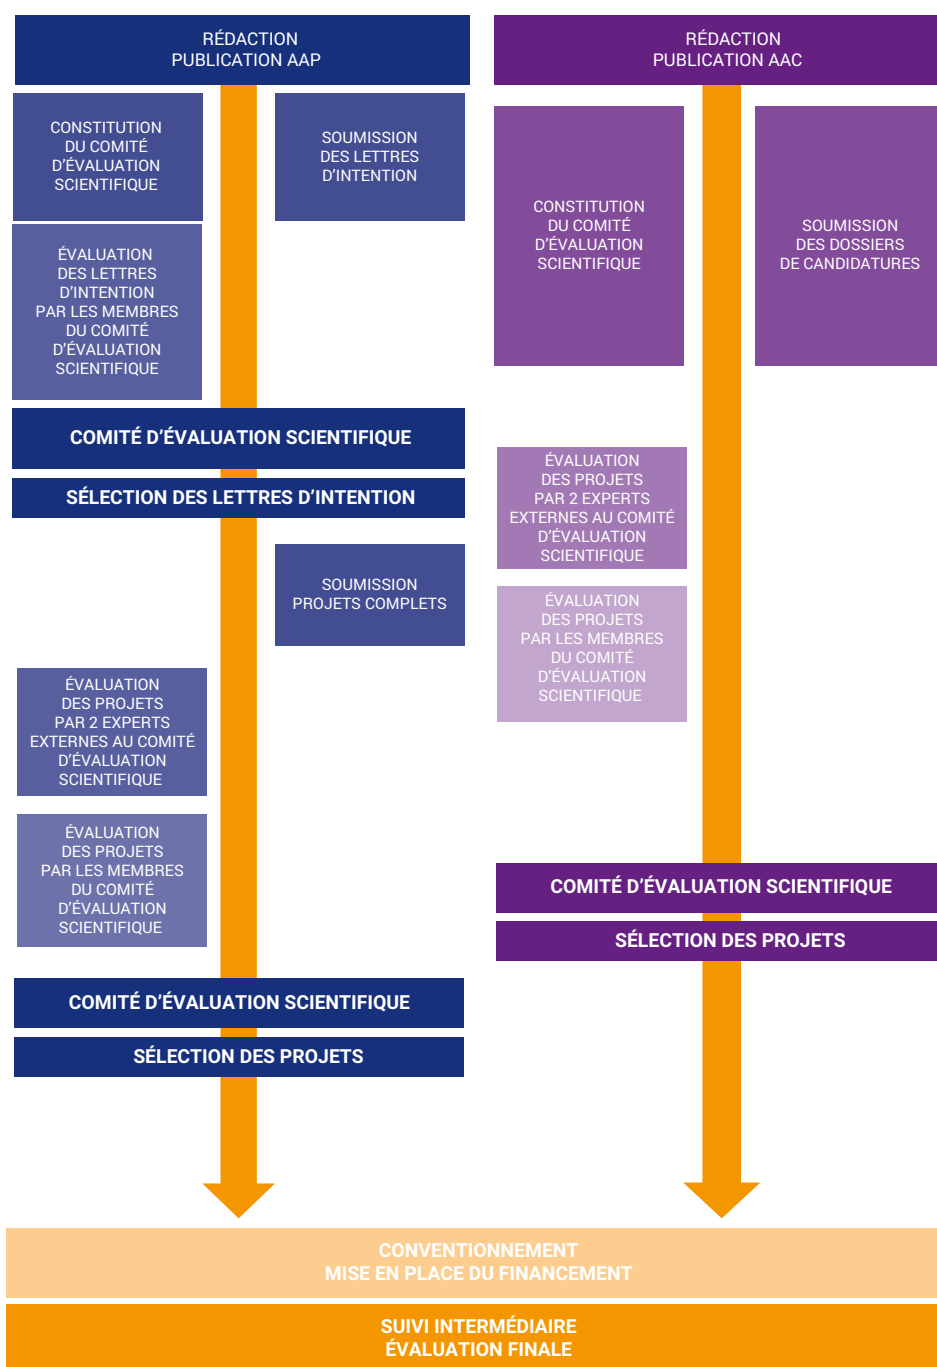 RÉDACTION
PUBLICATION AAP
CONSTITUTION
DU COMITÉ
D'ÉVALUATION
SCIENTIFIQUE
SOUMISSION
DES LETTRES
D'INTENTION
ÉVALUATION
DES LETTRES
D'INTENTION
PAR LES MEMBRES
DU COMITÉ
D'ÉVALUATION
SCIENTIFIQUE
COMITÉ D'ÉVALUATION SCIENTIFIQUE
SÉLECTION DES LETTRES D'INTENTION
SOUMISSION
PROJETS COMPLETS
ÉVALUATION
DES PROJETS
PAR 2 EXPERTS
EXTERNES AU COMITÉ
D'ÉVALUATION
SCIENTIFIQUE
ÉVALUATION
DES PROJETS
PAR LES MEMBRES
DU COMITÉ
D'ÉVALUATION
SCIENTIFIQUE
COMITÉ D'ÉVALUATION SCIENTIFIQUE
SÉLECTION DES PROJETS
RÉDACTION
PUBLICATION AAC
CONSTITUTION
DU COMITÉ
D'ÉVALUATION
SCIENTIFIQUE
SOUMISSION
DES DOSSIERS
DE CANDIDATURES
ÉVALUATION
DES PROJETS
PAR 2 EXPERTS
EXTERNES AU COMITÉ
D'ÉVALUATION
SCIENTIFIQUE
ÉVALUATION
DES PROJETS
PAR LES MEMBRES
DU COMITÉ
D'ÉVALUATION
SCIENTIFIQUE
COMITÉ D'ÉVALUATION SCIENTIFIQUE
SÉLECTION DES PROJETS
CONVENTIONNEMENT
MISE EN PLACE DU FINANCEMENT
SUIVI INTERMÉDIAIRE
ÉVALUATION FINALE